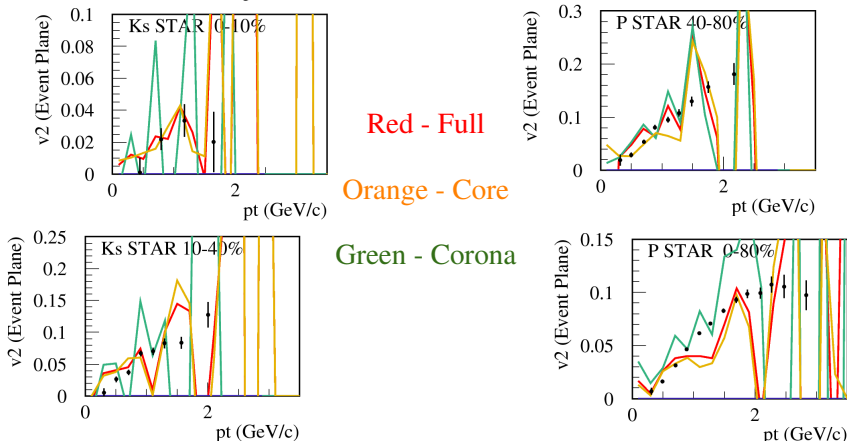 Ks STAR 0-10%
v2 (Event Plane)
0.1
0.08
0.06
0.04
0.02
0
0
2
pt (GeV/c)
P STAR 40-80%
v2 (Event Plane)
0.3
0.2
0.1
0
0
2
pt (GeV/c)
Red - Full
Orange - Core
Green - Corona
Ks STAR 10-40%
v2 (Event Plane)
0.25
0.2
0.15
0.1
0.05
0
0
2
pt (GeV/c)
P STAR 0-80%
v2 (Event Plane)
0.15
0.1
0.05
0
0
2
pt (GeV/c)